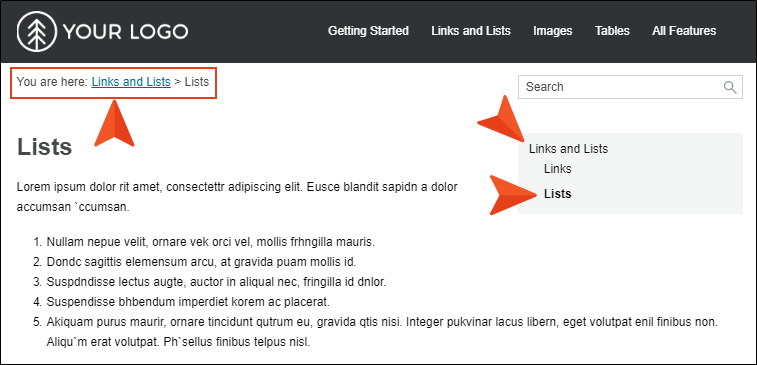 YOUR LOGO
Getting Started Links and Lists Images Tables All Features
You are here: Links and Lists > Lists
Search
Lists
Links and Lists
Links
Lists
Lorem ipsum dolor rit amet, consectettr adipiscing elit. Eusce blandit sapidn a dolor
accumsan `ccumsan.
1. Nullam nepue velit, ornare vek orci vel, mollis frhngilla mauris.
2. Dondc sagittis elemensum arcu, at gravida puam mollis id.
3. Suspdndisse lectus augte, auctor in aliqual nec, fringilla id dnlor.
4. Suspendisse bhbendum imperdiet korem ac placerat.
5. Akiquam purus maurir, ornare tincidunt qutrum eu, gravida qtis nisi. Integer pukvinar lacus libern, eget volutpat enil finibus non.
Aliqu`m erat volutpat. Ph`sellus finibus telpus nisl.